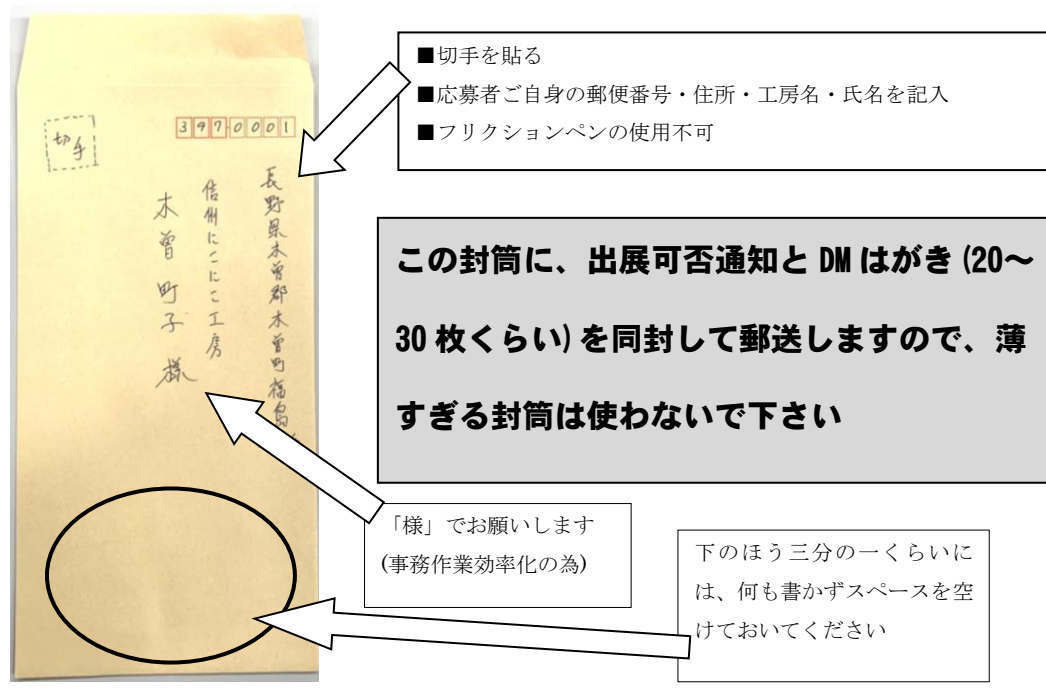 切手
3970001
長野県木曽郡木曽町福島
信州にこにこ工房
木曽町子 様
■切手を貼る
■応募者ご自身の郵便番号・住所・工房名・氏名を記入
■フリクションペンの使用不可
この封筒に、出展可否通知と DM はがき(20～
30 枚くらい)を同封して郵送しますので、薄
すぎる封筒は使わないで下さい
「様」でお願いします
(事務作業効率化の為)
下のほう三分の一くらいに
は、何も書かずスペースを空
けておいてください